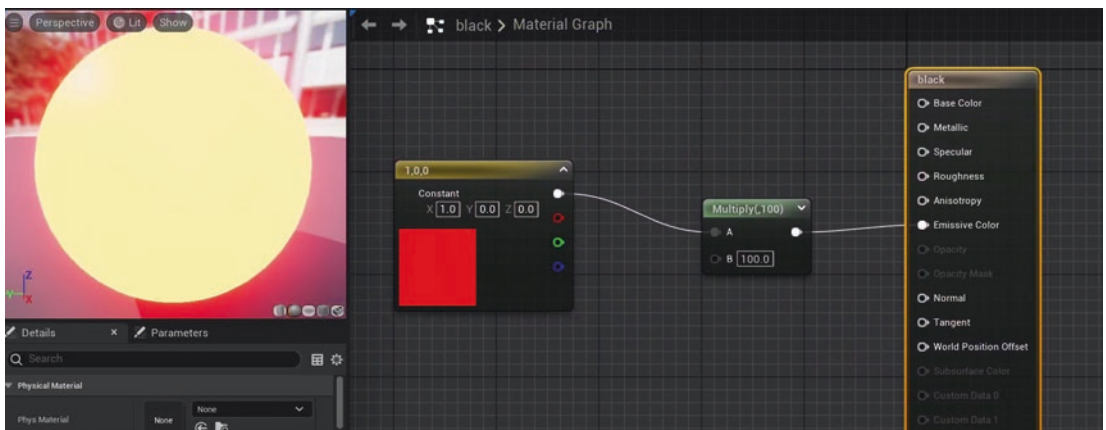 Perspective
Lit
Show
black > Material Graph
Z
Y
X
Details
×
Parameters
Search
Physical Material
Phys Material
None
None
1,0,0
Constant
X 1.0 Y 0.0 Z 0.0
Multiply(,100)
A
B 100.0
black
Base Color
Metallic
Specular
Roughness
Anisotropy
Emissive Color
Opacity
Opacity Mask
Normal
Tangent
World Position Offset
Subsurface Color
Custom Data 0
Custom Data 1